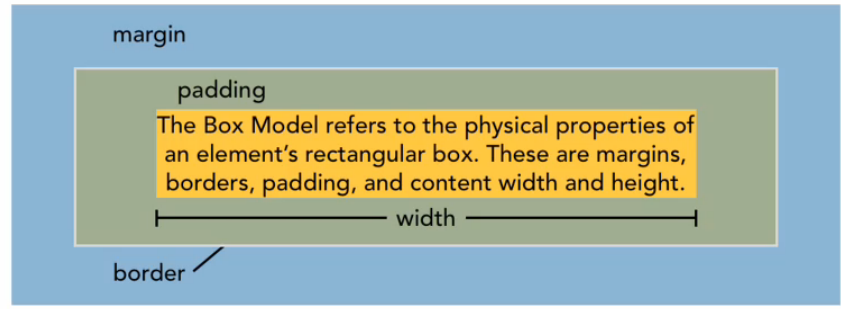 margin
padding
The Box Model refers to the physical properties of
an element’s rectangular box. These are margins,
borders, padding, and content width and height.
width
border